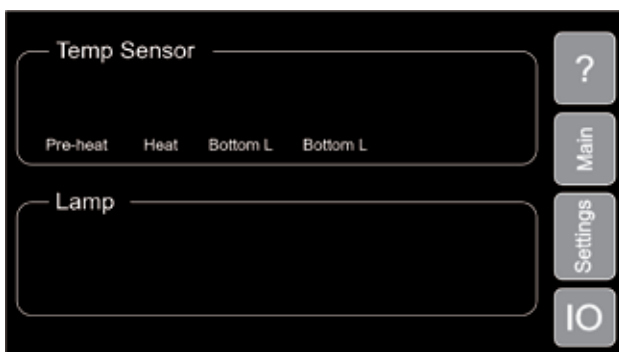 Temp Sensor
Pre-heat Heat Bottom L Bottom L
Lamp
?
Main
Settings
IO